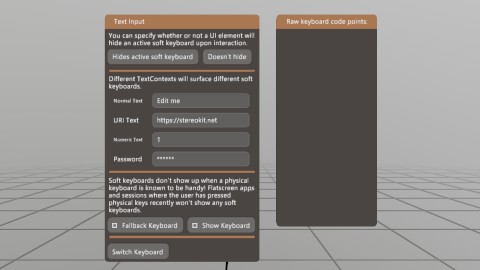 Text Input
You can specify whether or not a UI element will
hide an active soft keyboard upon interaction.
Hides active soft keyboard
Doesn't hide
Different TextContexts will surface different soft
keyboards.
Normal Text
Edit me
URI Text
https://stereokit.net
Numeric Text
1
Password
******
Soft keyboards don't show up when a physical
keyboard is known to be handy! Flatscreen apps
and sessions where the user has pressed
physical keys recently won't show any soft
keyboards.
Fallback Keyboard
Show Keyboard
Switch Keyboard
Raw keyboard code points: